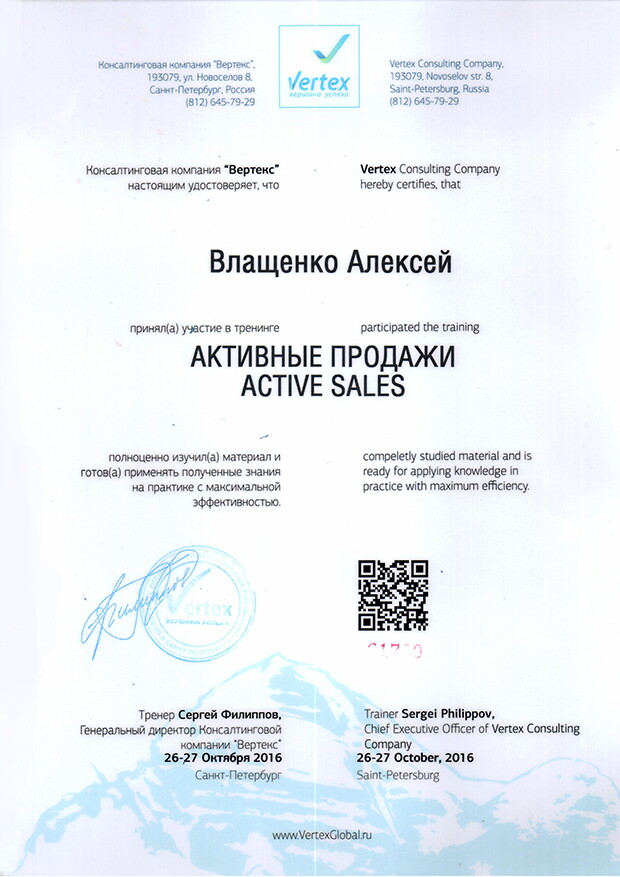 Консалтинговая компания "Вертекс",
193079, ул. Новоселов 8,
Санкт-Петербург, Россия
(812) 645-79-29
Vertex
вершина успеха
Vertex Consulting Company,
193079, Novoselov str. 8,
Saint-Petersburg, Russia
(812) 645-79-29
Консалтинговая компания "Вертекс"
настоящим удостоверяет, что
Vertex Consulting Company
hereby certifies, that
Влащенко Алексей
принял(а) участие в тренинге
participated the training
АКТИВНЫЕ ПРОДАЖИ
ACTIVE SALES
полноценно изучил(а) материал и
готов(а) применять полученные знания
на практике с максимальной
эффективностью.
compeletly studied material and is
ready for applying knowledge in
practice with maximum efficiency.
Vertex
вершина успеха
Тренер Сергей Филиппов,
Генеральный директор Консалтинговой
компании "Вертекс"
26-27 Октября 2016
Санкт-Петербург
Trainer Sergei Philippov,
Chief Executive Officer of Vertex Consulting
Company
26-27 October, 2016
Saint-Petersburg
www.VertexGlobal.ru